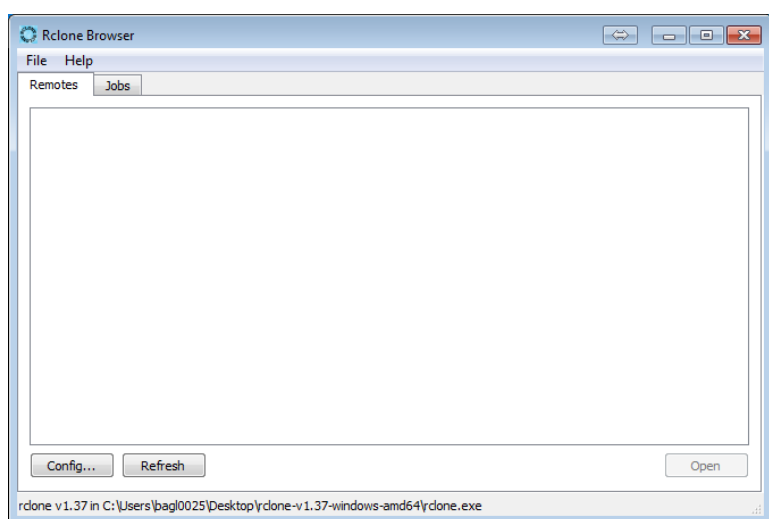 Rclone Browser
File Help
Remotes Jobs
Config... Refresh Open
rclone v1.37 in C:\Users\bagl0025\Desktop\rclone-v1.37-windows-amd64\rclone.exe